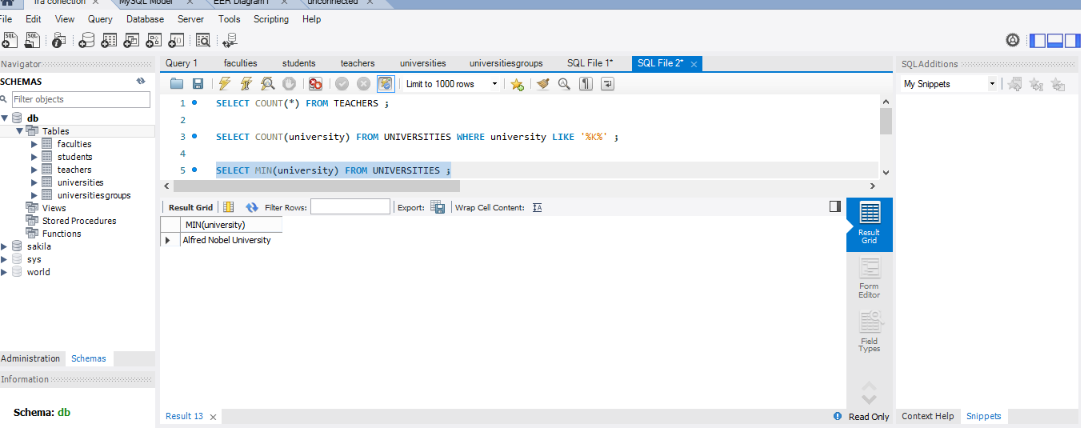 Tra conection × MySQL Model × EER Diagram1 × unconnected ×
File Edit View Query Database Server Tools Scripting Help
Navigator
SCHEMAS
Filter objects
db
Tables
faculties
students
teachers
universities
universitiesgroups
Views
Stored Procedures
Functions
sakila
sys
world
Administration Schemas
Information
Schema: db
Query 1 faculties students teachers universities universitiesgroups SQL File 1* SQL File 2* ×
Limit to 1000 rows
1 SELECT COUNT(*) FROM TEACHERS ;
2
3 SELECT COUNT(university) FROM UNIVERSITIES WHERE university LIKE '%K%' ;
4
5 SELECT MIN(university) FROM UNIVERSITIES ;
Result Grid Filter Rows: Export: Wrap Cell Content:
MIN(university)
Alfred Nobel University
Result
Grid
Form
Editor
Field
Types
Result 13 × Read Only
SQLAdditions
My Snippets
Context Help Snippets